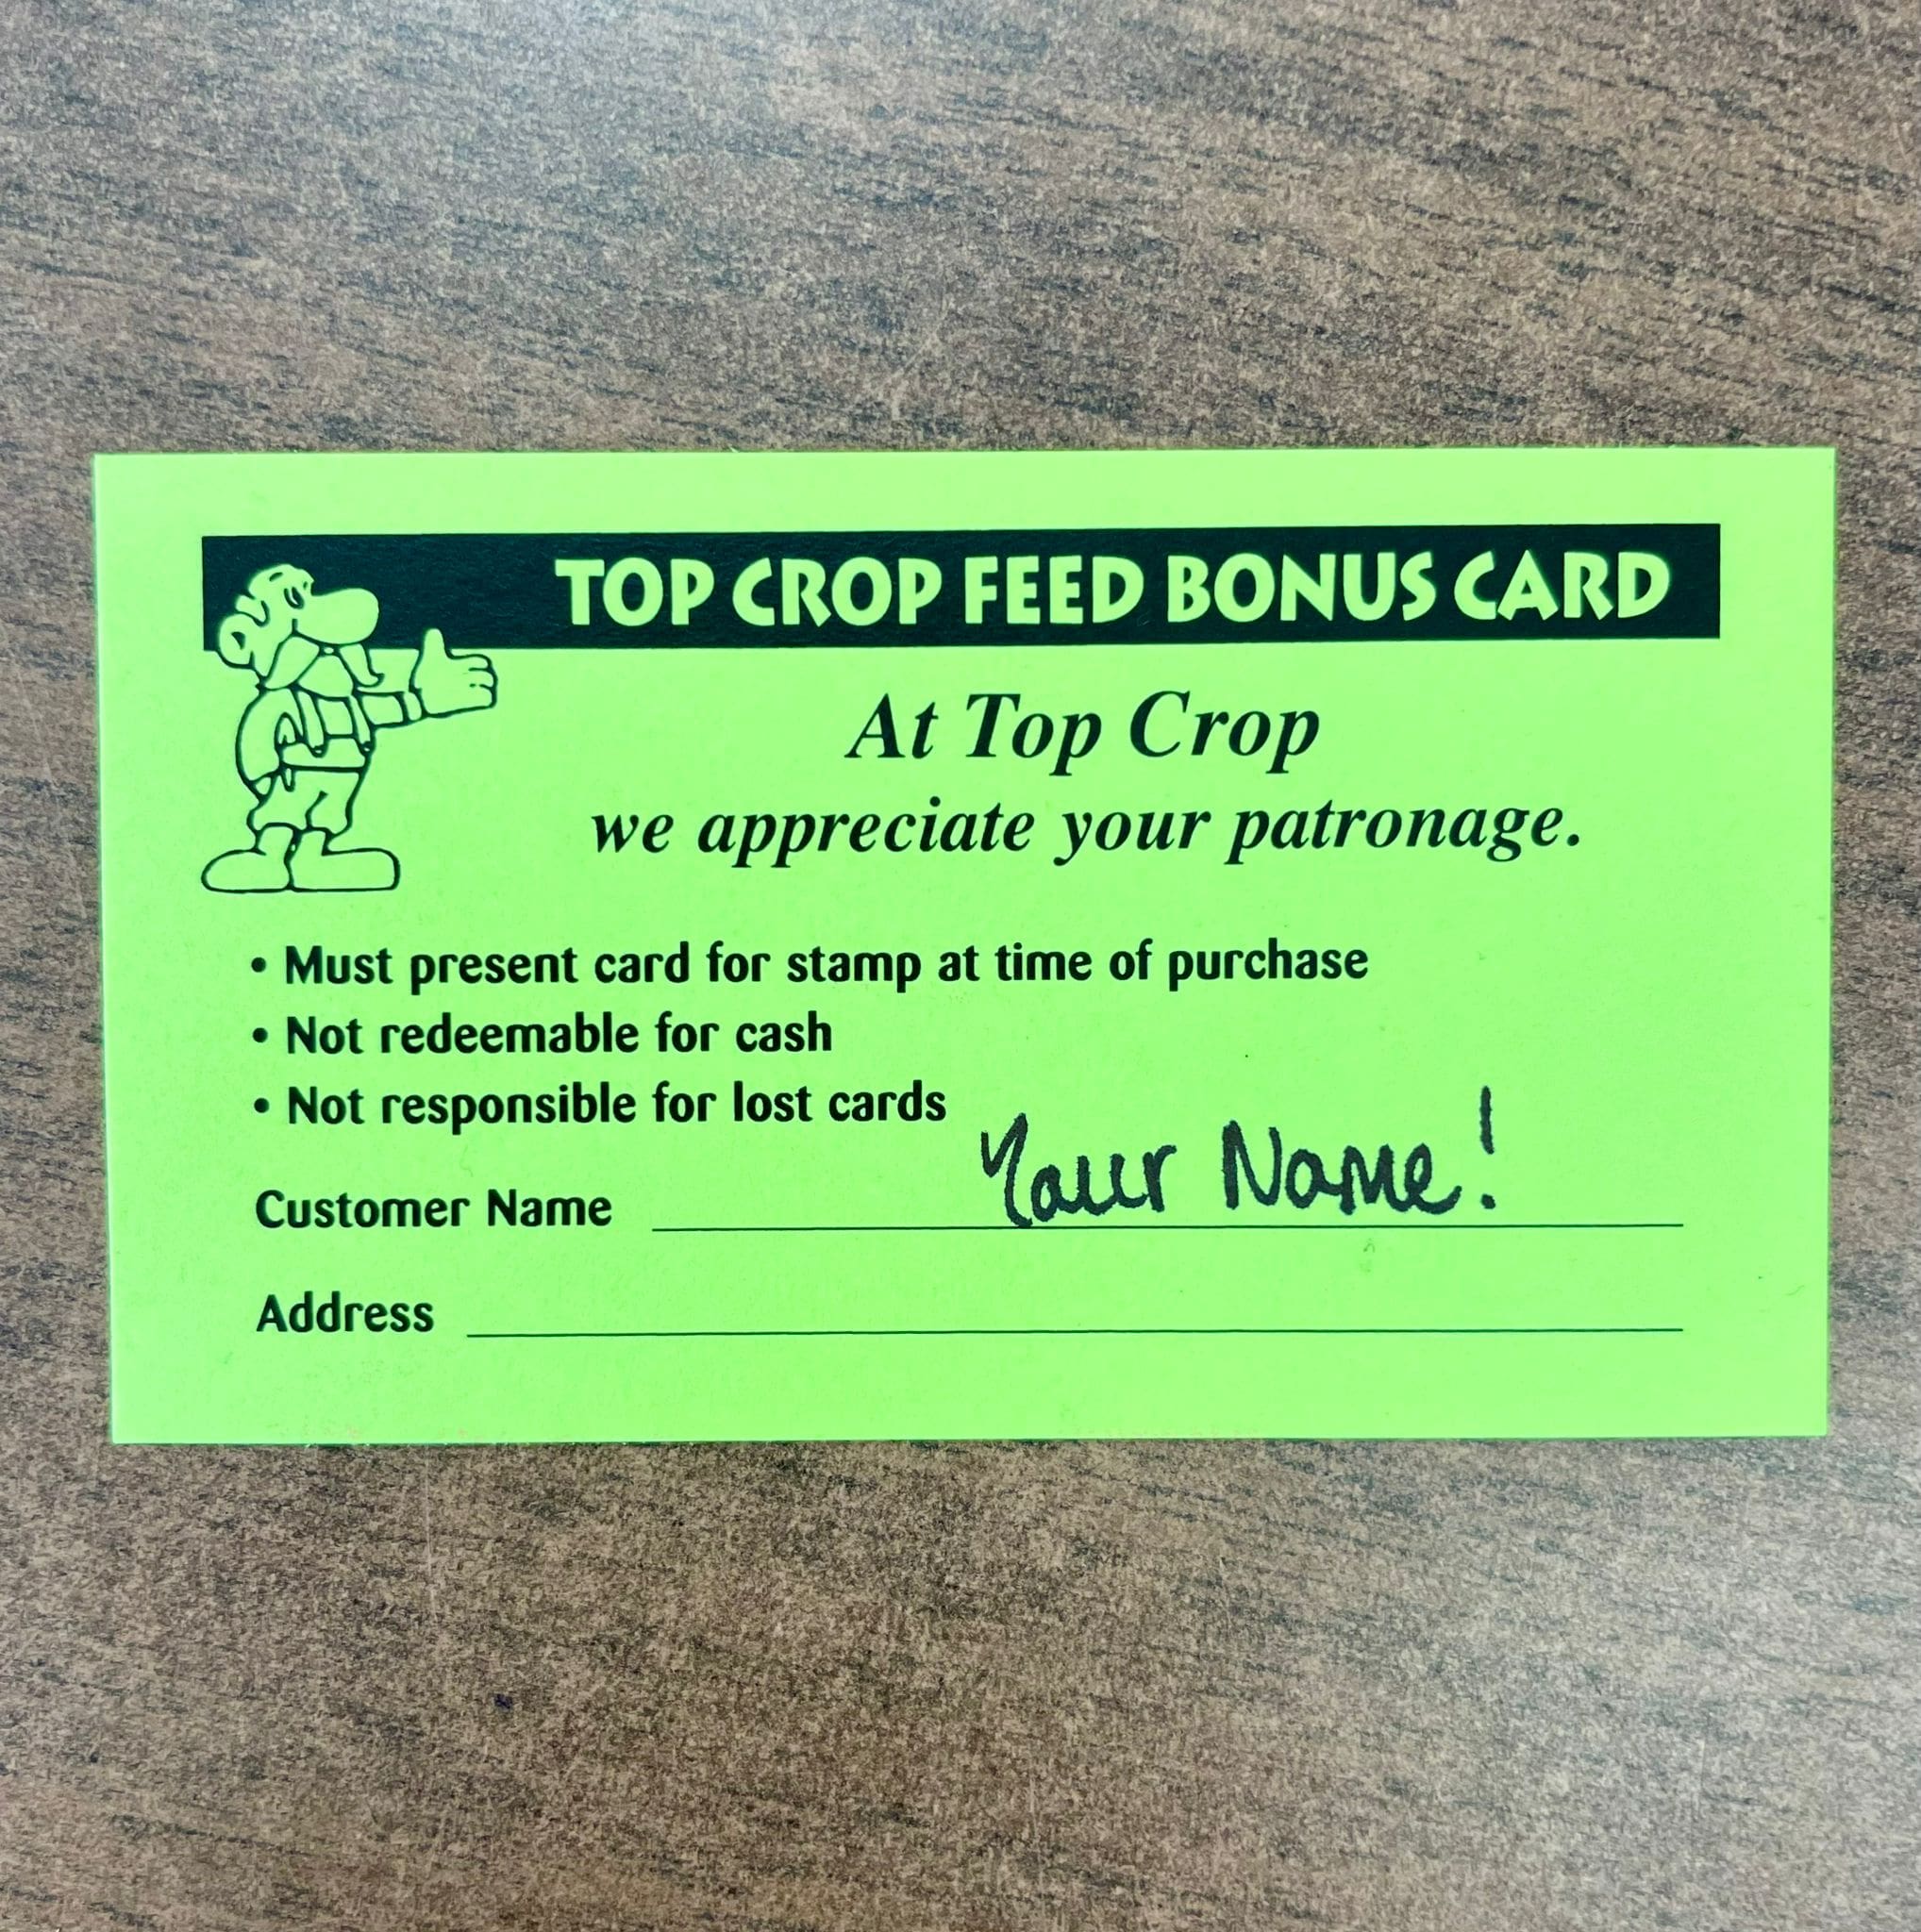 TOP CROP FEED BONUS CARD
At Top Crop
we appreciate your patronage.
• Must present card for stamp at time of purchase
• Not redeemable for cash
• Not responsible for lost cards
Customer Name Your Name!
Address